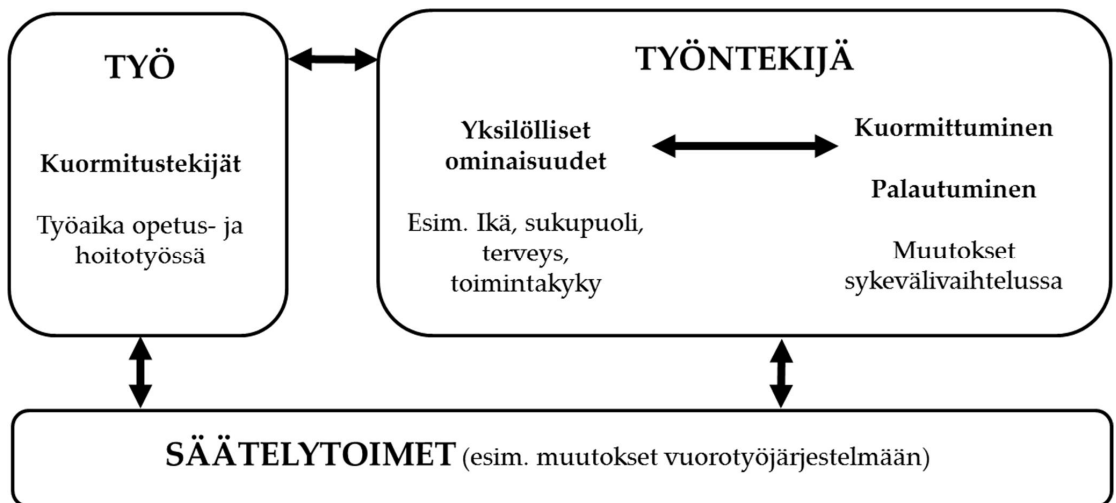 TYÖ
Kuormitustekijät
Työaika opetus- ja
hoitotyössä
TYÖNTEKIJÄ
Yksilölliset
ominaisuudet
Esim. Ikä, sukupuoli,
terveys,
toimintakyky
Kuormittuminen
Palautuminen
Muutokset
sykevälivaihtelussa
SÄÄTELYTOIMET (esim. muutokset vuorotyöjärjestelmään)